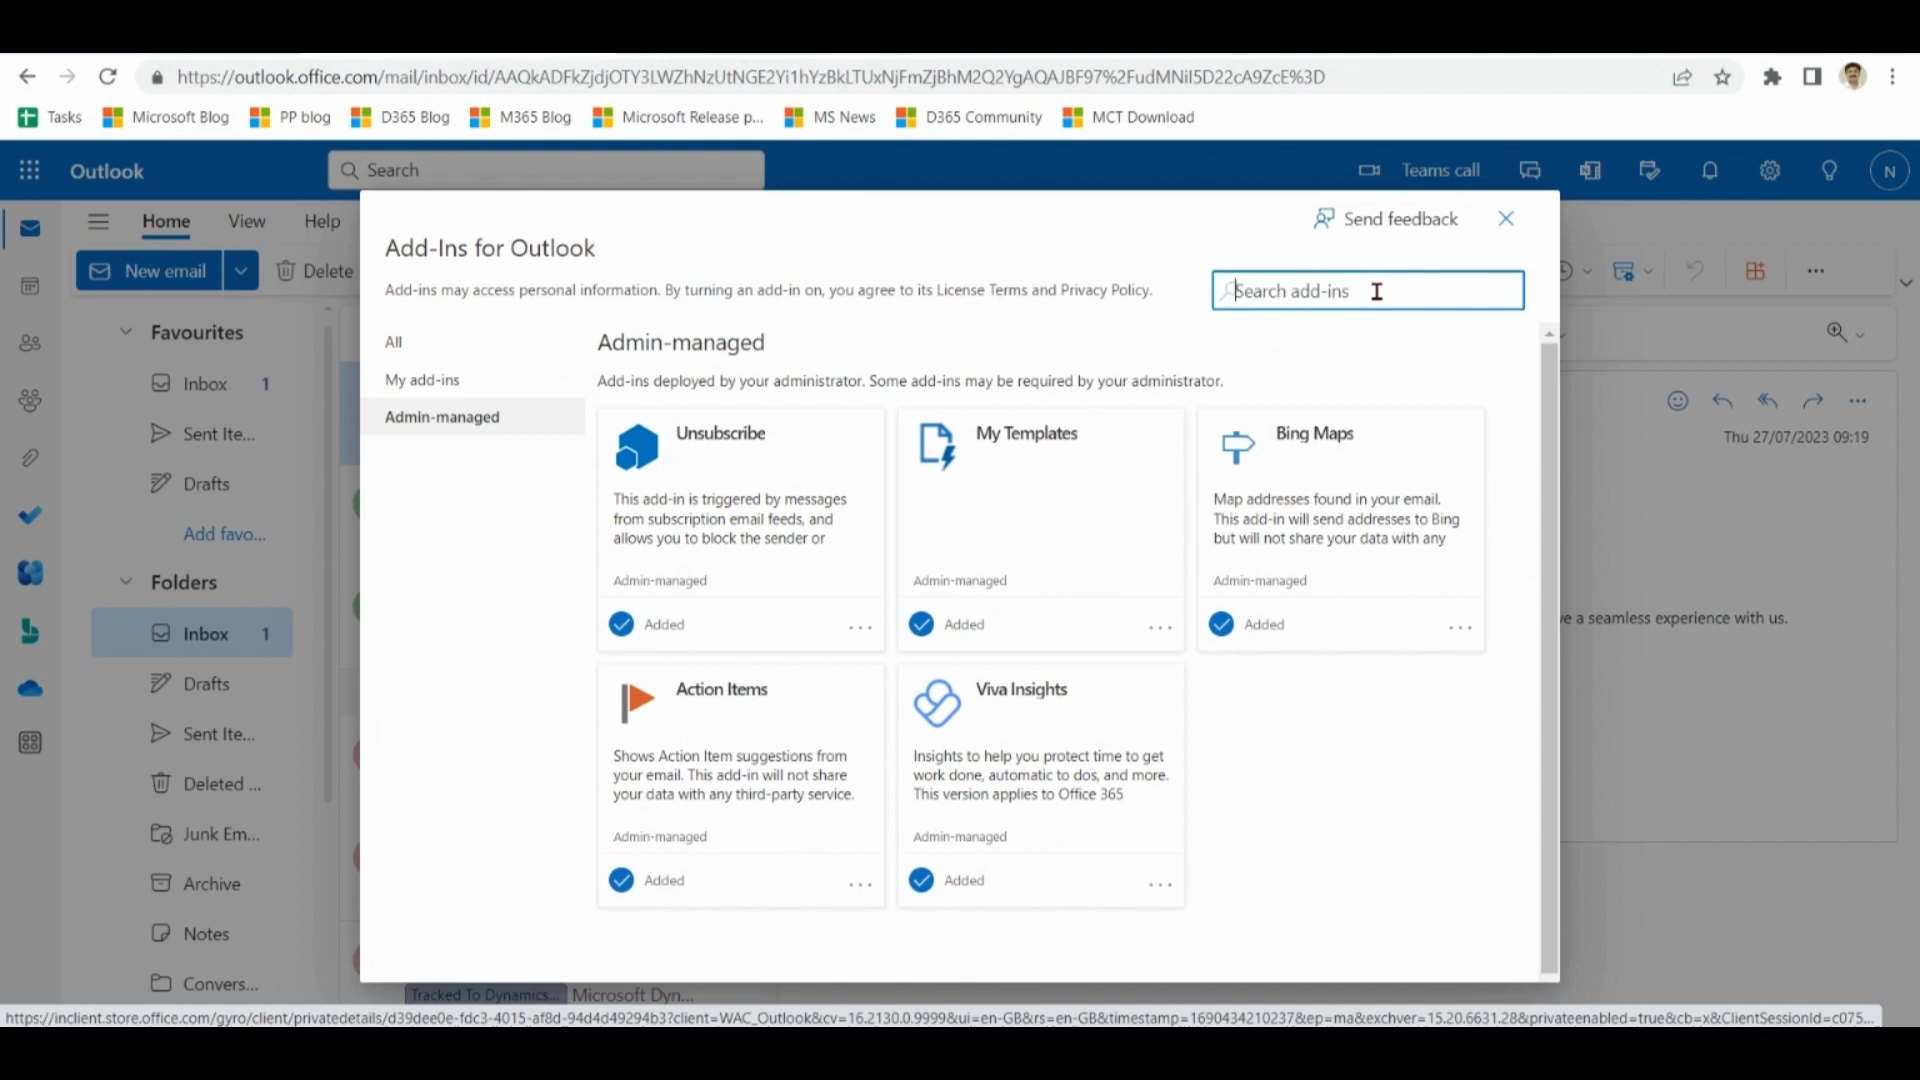 https://outlook.office.com/mail/inbox/id/AAQkADFkZjdjOTY3LWZhNzUtNGE2Yi1hYzBkLTUxNjFmZjBhM2Q2YgAQAJBF97%2FudMNiI5D22cA9ZcE%3D
Tasks Microsoft Blog PP blog D365 Blog M365 Blog Microsoft Release p... MS News D365 Community MCT Download
Outlook Search Teams call N
Home View Help
New email Delete
Favourites
Inbox 1
Sent Ite...
Drafts
Add favo...
Folders
Inbox 1
Drafts
Sent Ite...
Deleted ...
Junk Em...
Archive
Notes
Convers...
Send feedback
Add-Ins for Outlook
Add-ins may access personal information. By turning an add-in on, you agree to its License Terms and Privacy Policy.
Search add-ins
All
My add-ins
Admin-managed
Admin-managed
Add-ins deployed by your administrator. Some add-ins may be required by your administrator.
Unsubscribe
This add-in is triggered by messages
from subscription email feeds, and
allows you to block the sender or
Admin-managed
Added
My Templates
Admin-managed
Added
Bing Maps
Map addresses found in your email.
This add-in will send addresses to Bing
but will not share your data with any
Admin-managed
Added
Action Items
Shows Action Item suggestions from
your email. This add-in will not share
your data with any third-party service.
Admin-managed
Added
Viva Insights
Insights to help you protect time to get
work done, automatic to dos, and more.
This version applies to Office 365
Admin-managed
Added
Thu 27/07/2023 09:19
e a seamless experience with us.
Tracked To Dynamics... Microsoft Dyn...
https://inclient.store.office.com/gyro/client/privatedetails/d39dee0e-fdc3-4015-af8d-94d4d49294b3?client=WAC_Outlook&cv=16.2130.0.9999&ui=en-GB&rs=en-GB&timestamp=1690434210237&ep=ma&exchver=15.20.6631.28&privateenabled=true&cb=x&ClientSessionId=c075...